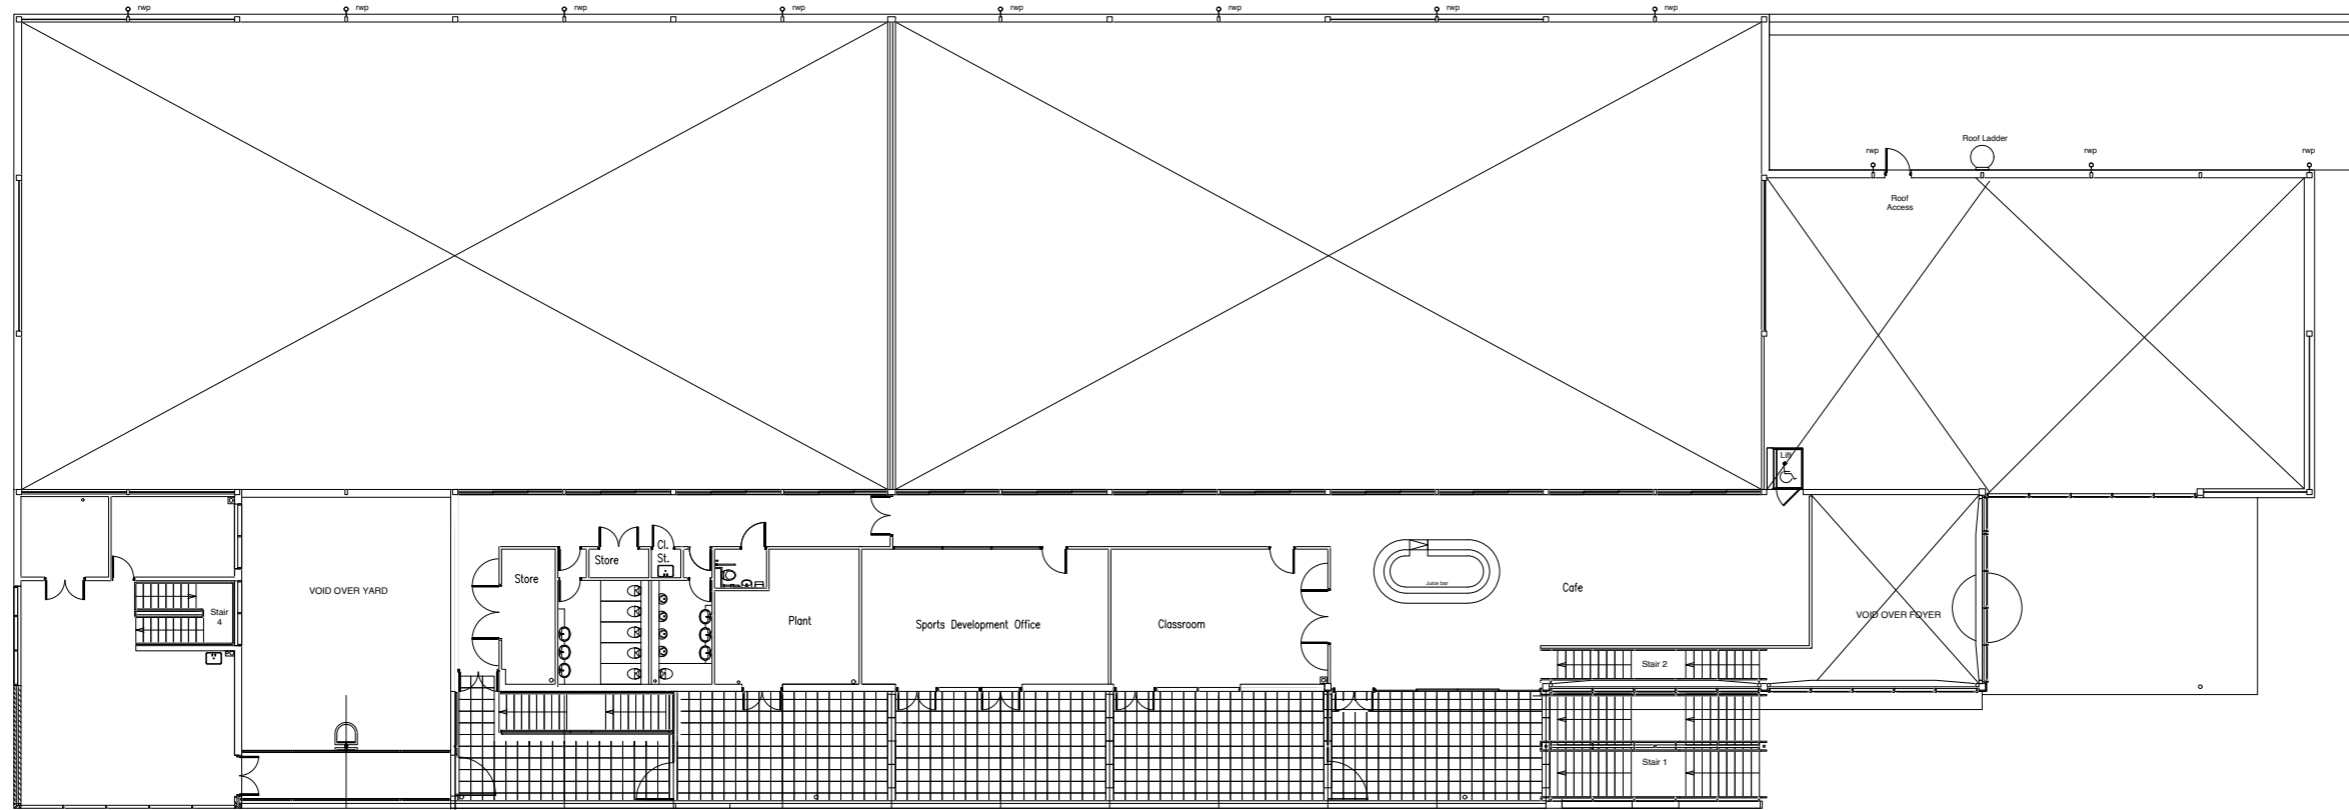 rwp
rwp
rwp
rwp
rwp
rwp
rwp
rwp
Roof Ladder
rwp
rwp
rwp
Roof
Access
Lift
Cl.
St.
Store
Store
VOID OVER YARD
Stair
4
Plant
Sports Development Office
Classroom
Juice bar
Cafe
VOID OVER FOYER
Stair 2
Stair 1